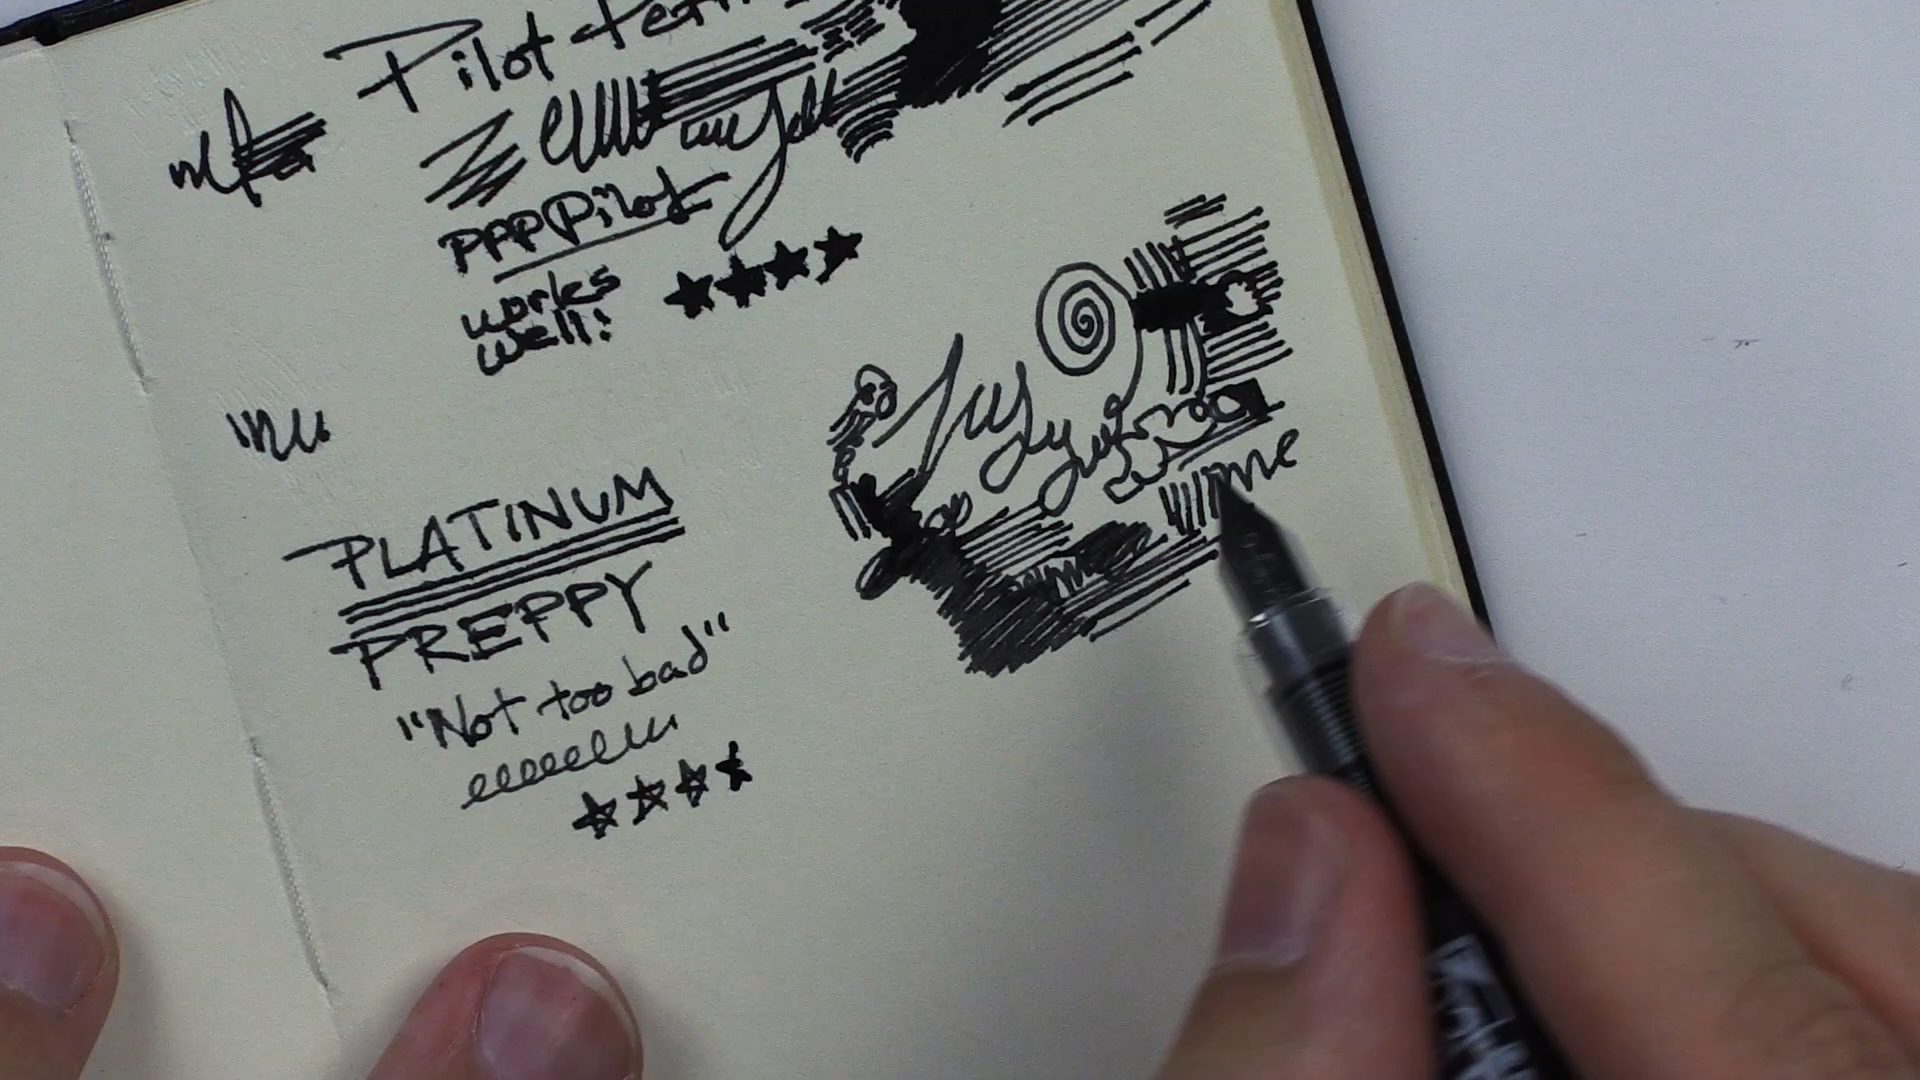 Pilot
PPPPilot
works
well!
PLATINUM
PREPPY
"Not too bad"